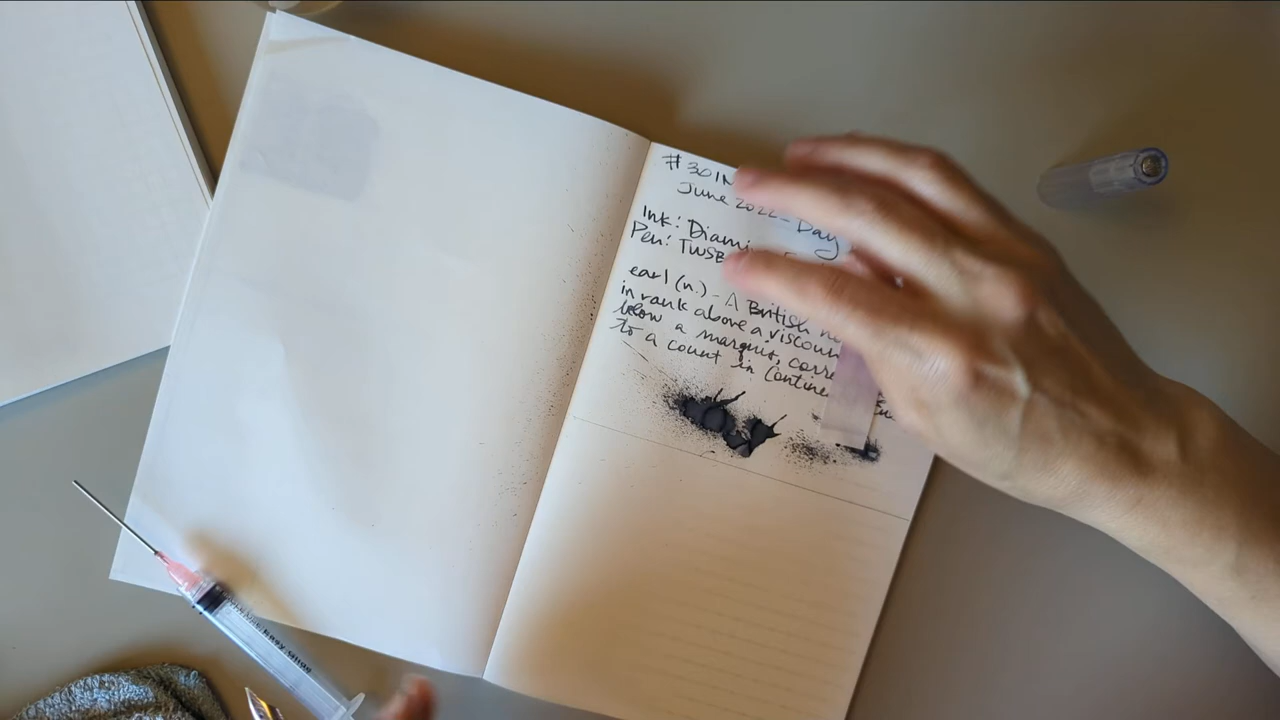 # 30IN
June 2022 - Day
Ink: Diami
Pen: TWSB
earl (n.) - A British
in rank above a viscoun
below a marquis, corre
to a count in Contine